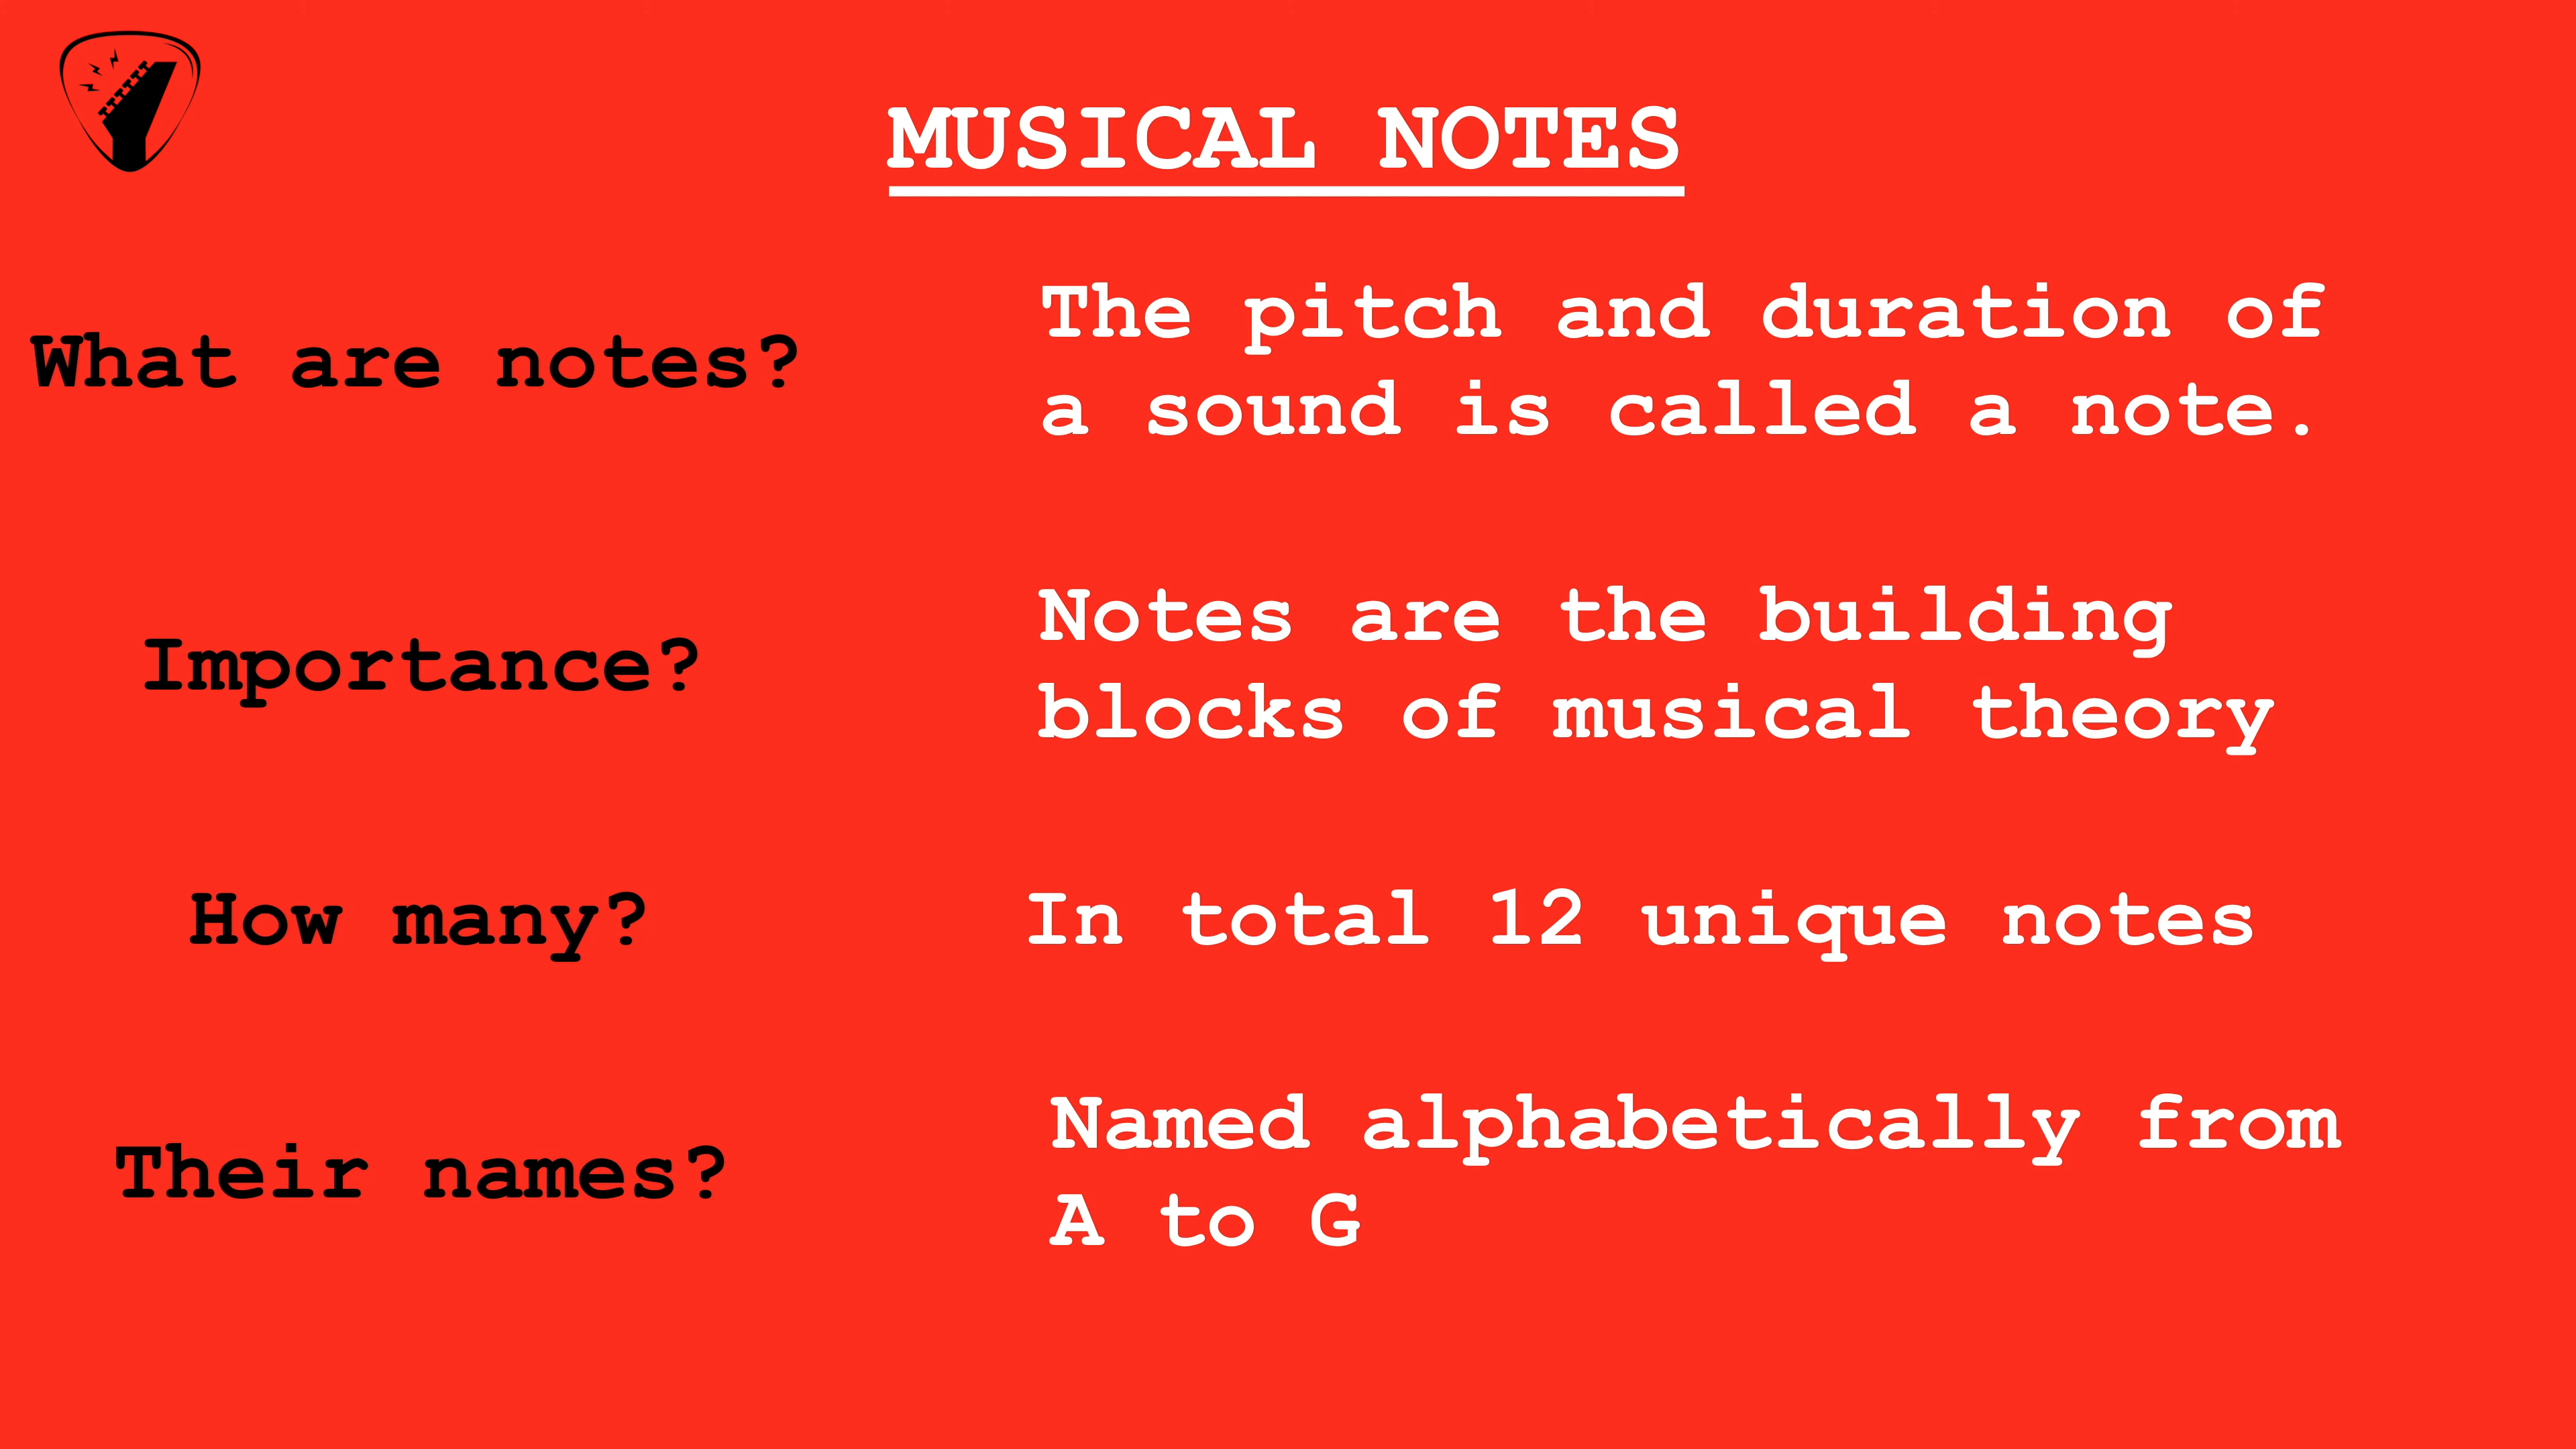 MUSICAL NOTES
What are notes?
The pitch and duration of
a sound is called a note.
Importance?
Notes are the building
blocks of musical theory
How many?
In total 12 unique notes
Their names?
Named alphabetically from
A to G